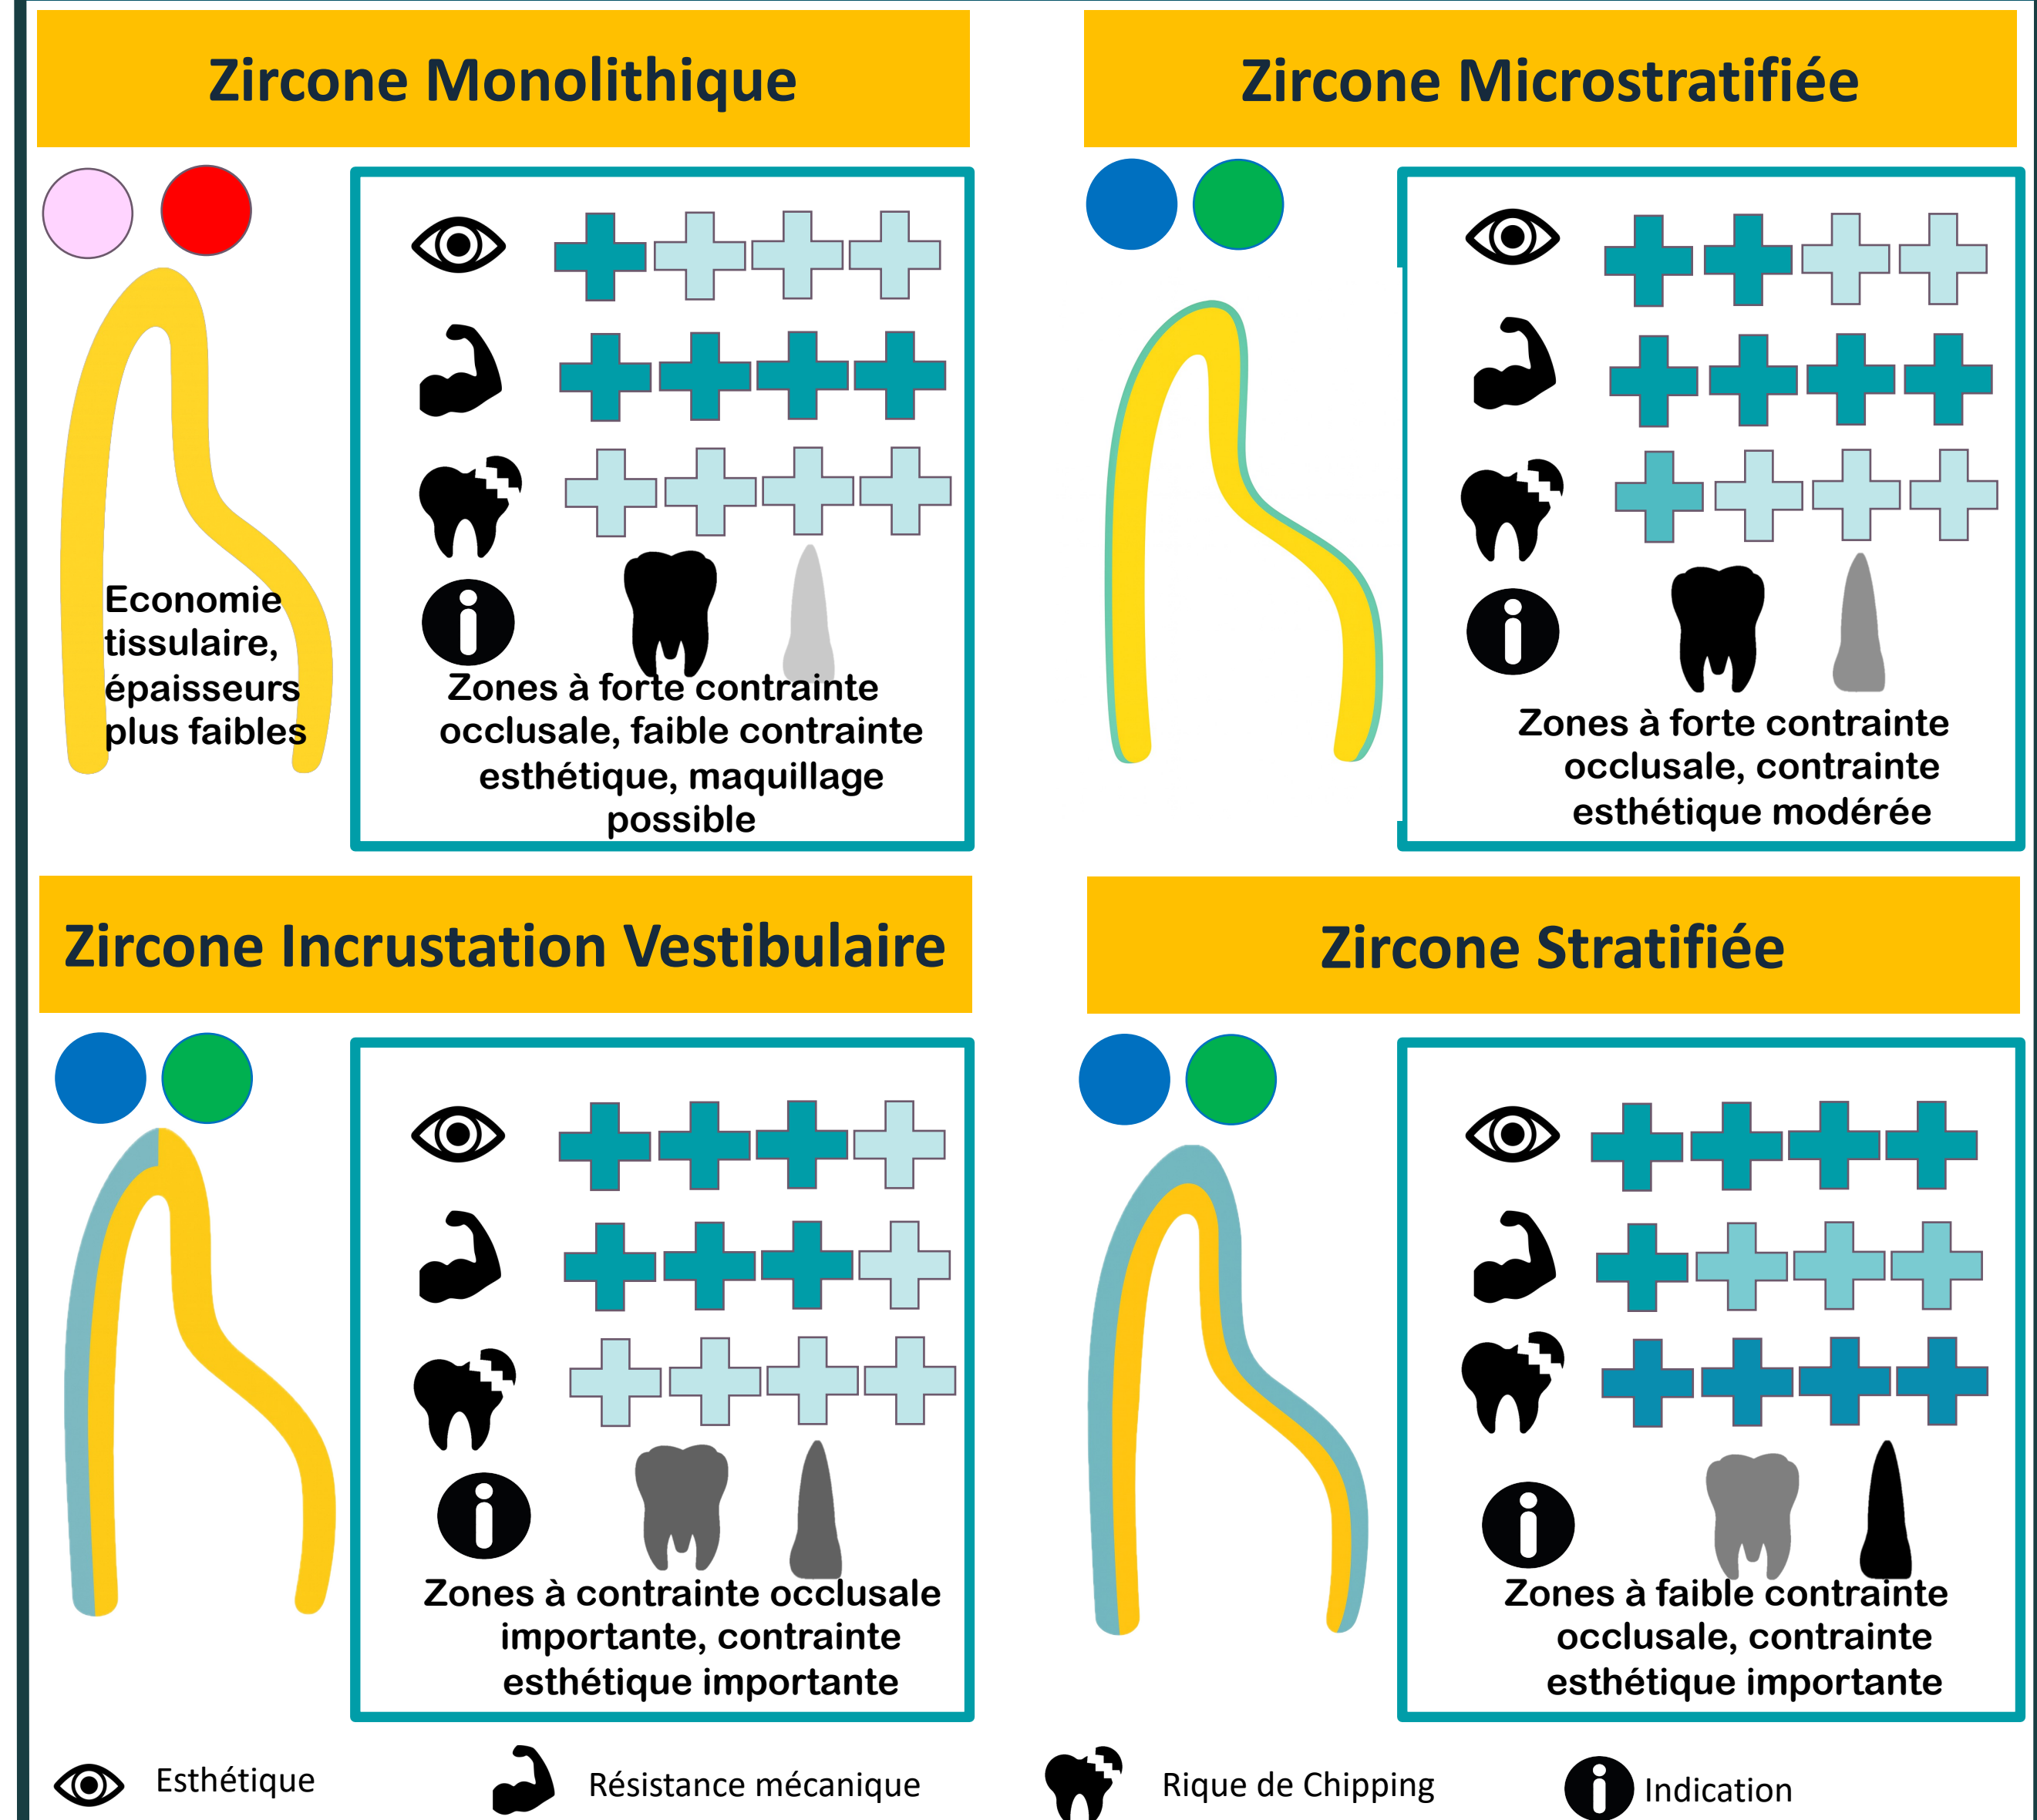 Zircone Monolithique
Economie
tissulaire,
épaisseurs
plus faibles
Zones à forte contrainte
occlusale, faible contrainte
esthétique, maquillage
possible
Zircone Microstratifiée
Zones à forte contrainte
occlusale, contrainte
esthétique modérée
Zircone Incrustation Vestibulaire
Zones à contrainte occlusale
importante, contrainte
esthétique importante
Zircone Stratifiée
Zones à faible contrainte
occlusale, contrainte
esthétique importante
Esthétique
Résistance mécanique
Rique de Chipping
Indication